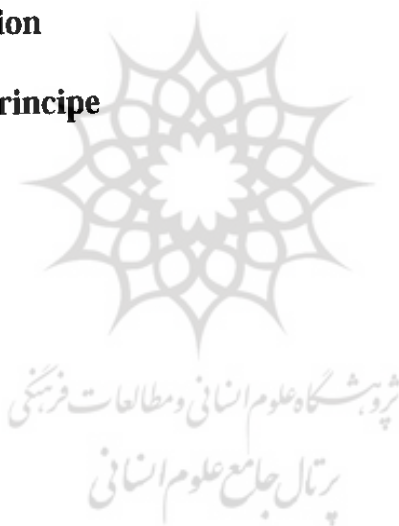 ion
rincipe
پژوهشگاه علوم انسانی و مطالعات فرهنگی
پرتال جامع علوم انسانی